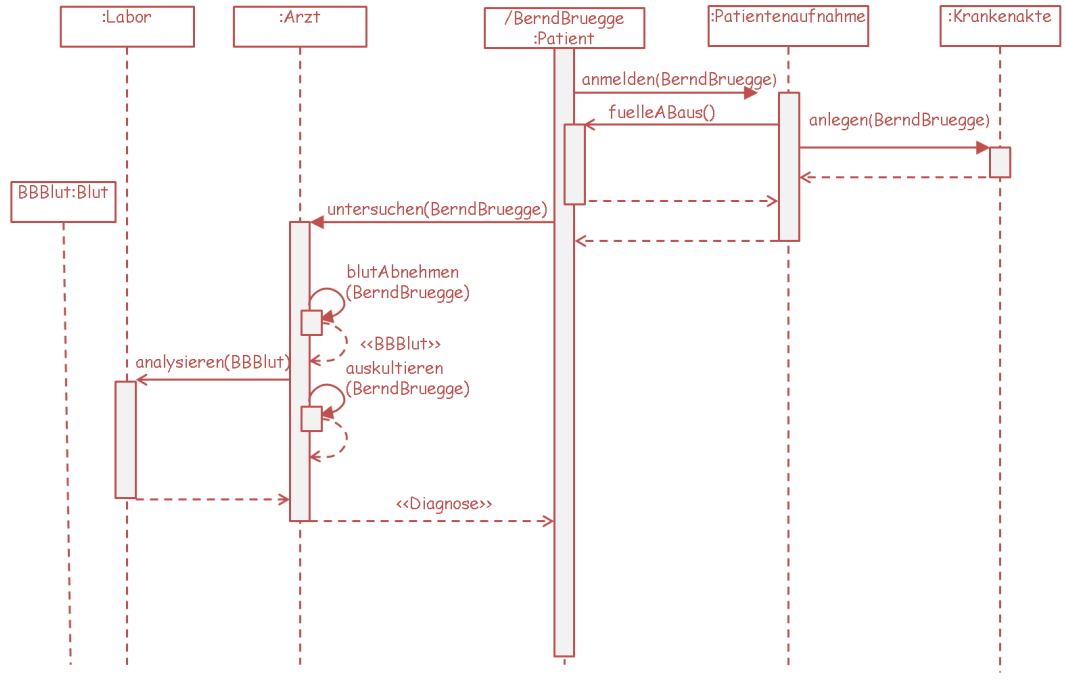 :Labor
:Arzt
/BerndBruegge
:Patient
:Patientenaufnahme
:Krankenakte
anmelden(BerndBruegge)
fuelleABaus()
anlegen(BerndBruegge)
BBBlut:Blut
untersuchen(BerndBruegge)
blutAbnehmen
(BerndBruegge)
<<BBBlut>>
analysieren(BBBlut)
auskultieren
(BerndBruegge)
<<Diagnose>>